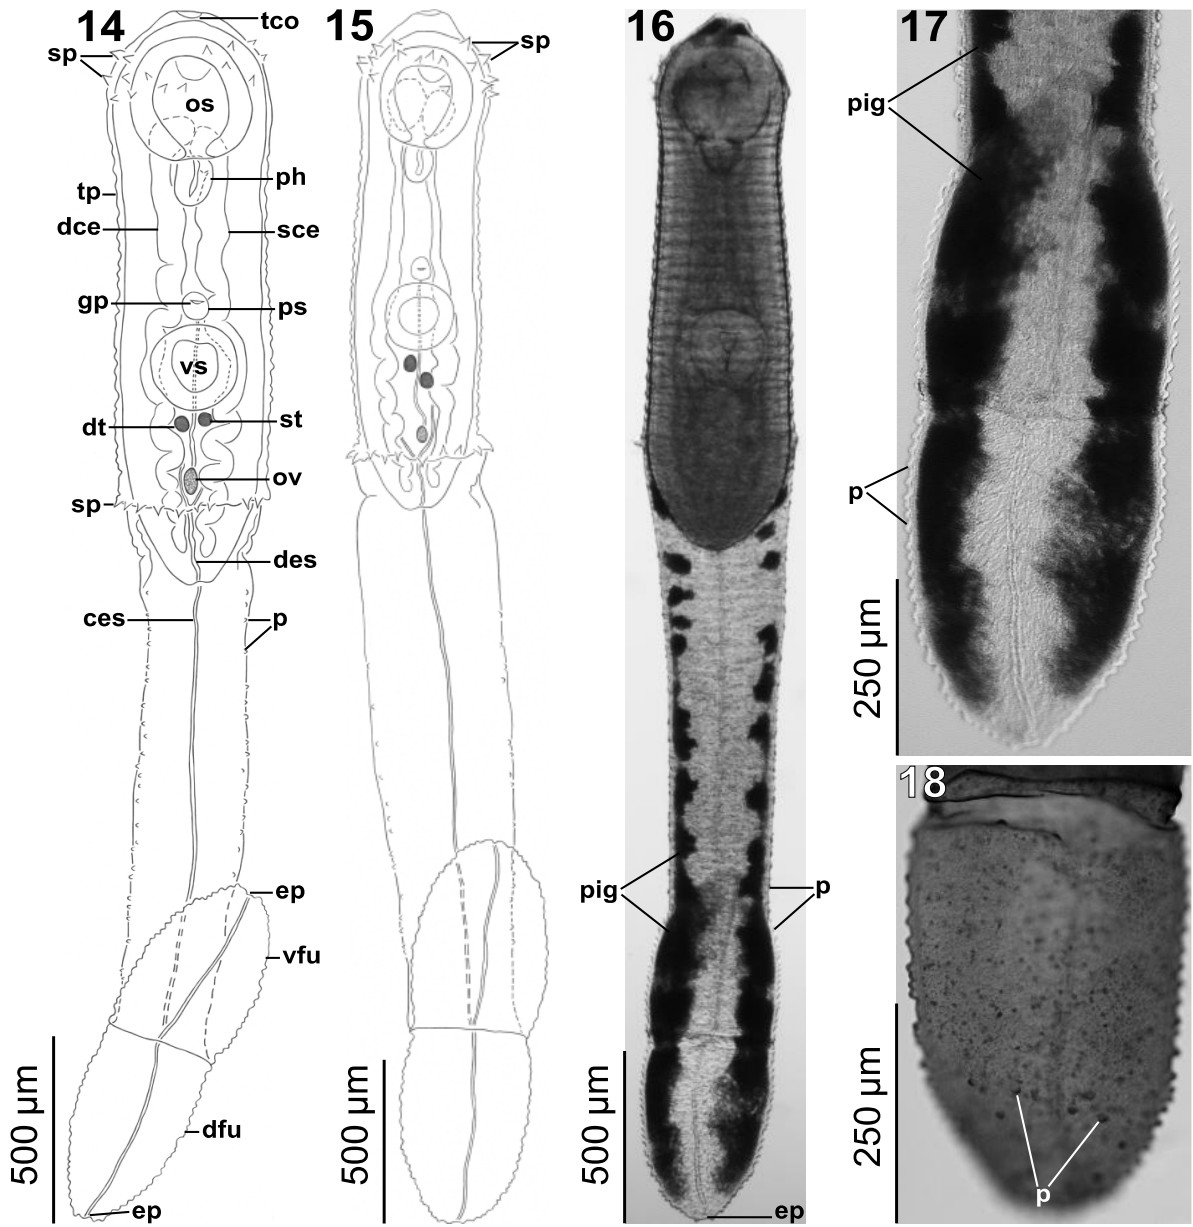 14
tco
sp
os
ph
tp
dce
sce
gp
ps
vs
dt
st
ov
sp
des
ces
p
ep
vfu
dfu
ep
500 µm
15
sp
500 µm
16
pig
p
ep
500 µm
17
pig
p
250 µm
18
p
250 µm